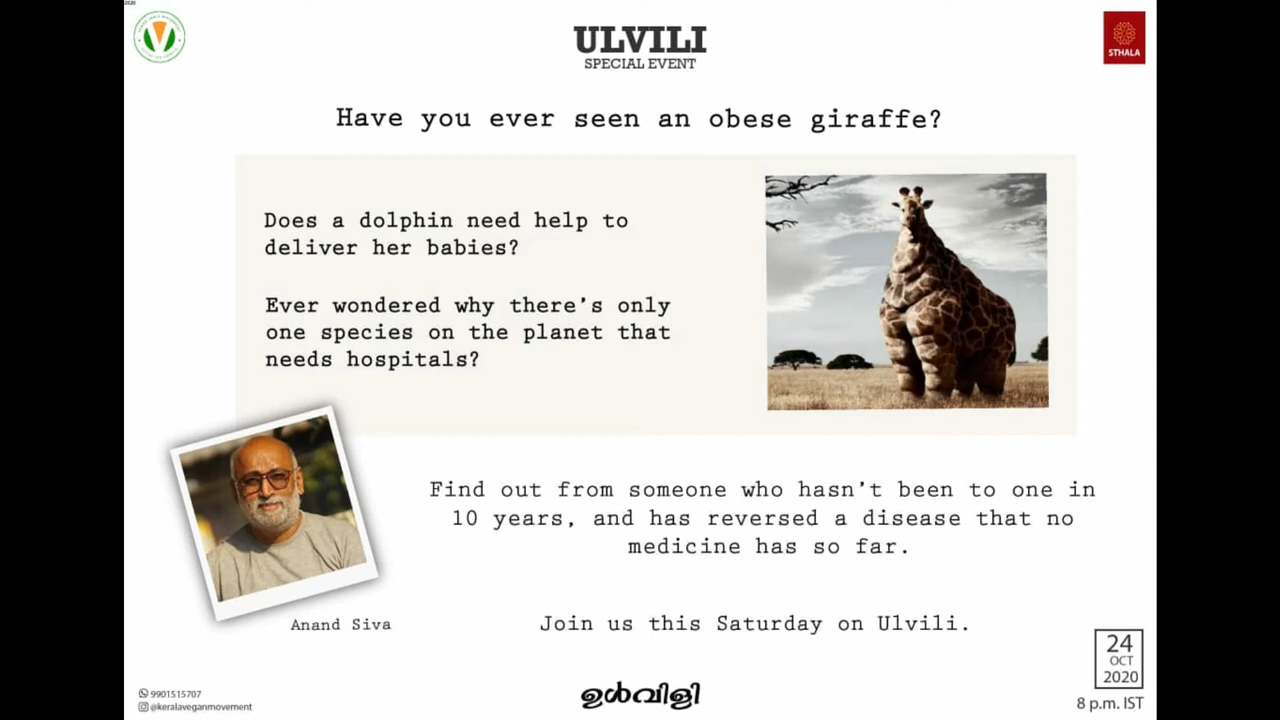 ULVILI
SPECIAL EVENT
STHALA
Have you ever seen an obese giraffe?
Does a dolphin need help to
deliver her babies?
Ever wondered why there's only
one species on the planet that
needs hospitals?
Find out from someone who hasn't been to one in
10 years, and has reversed a disease that no
medicine has so far.
Anand Siva
Join us this Saturday on Ulvili.
24
OCT
2020
8 p.m. IST
9901515707
@keralaveganmovement
ഉൾവിളി